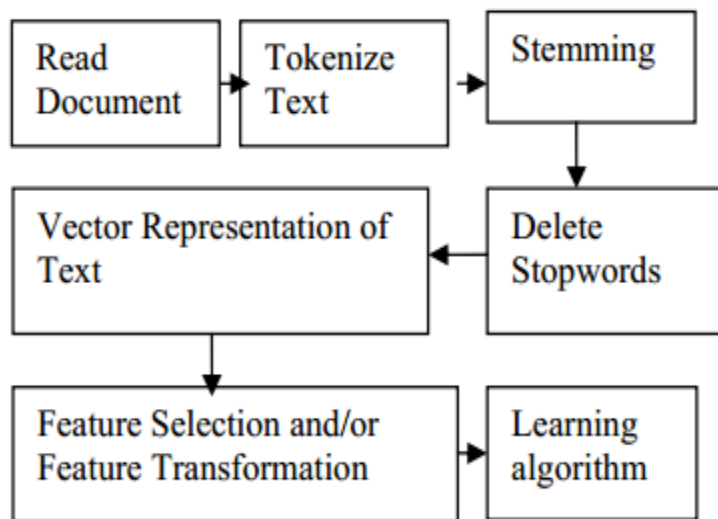 Read
Document
Tokenize
Text
Stemming
Delete
Stopwords
Vector Representation of
Text
Feature Selection and/or
Feature Transformation
Learning
algorithm